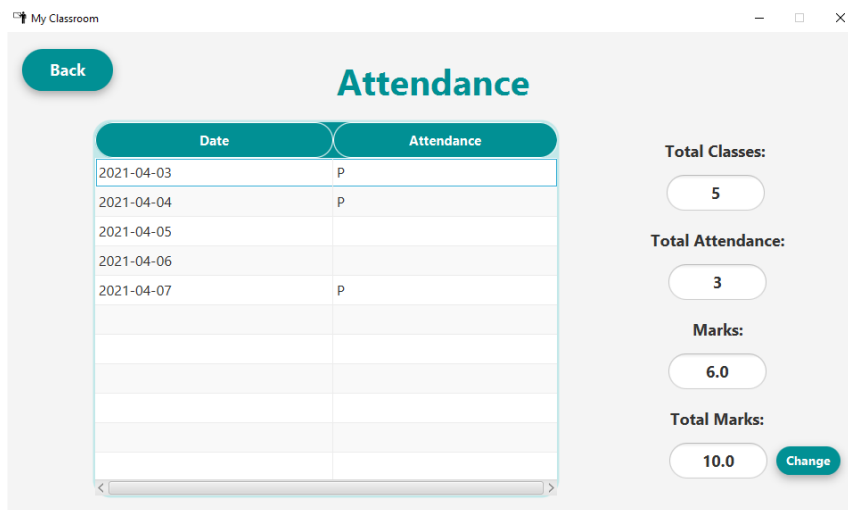 My Classroom
Back
Attendance
Date Attendance
2021-04-03 P
2021-04-04 P
2021-04-05
2021-04-06
2021-04-07 P
Total Classes:
5
Total Attendance:
3
Marks:
6.0
Total Marks:
10.0 Change